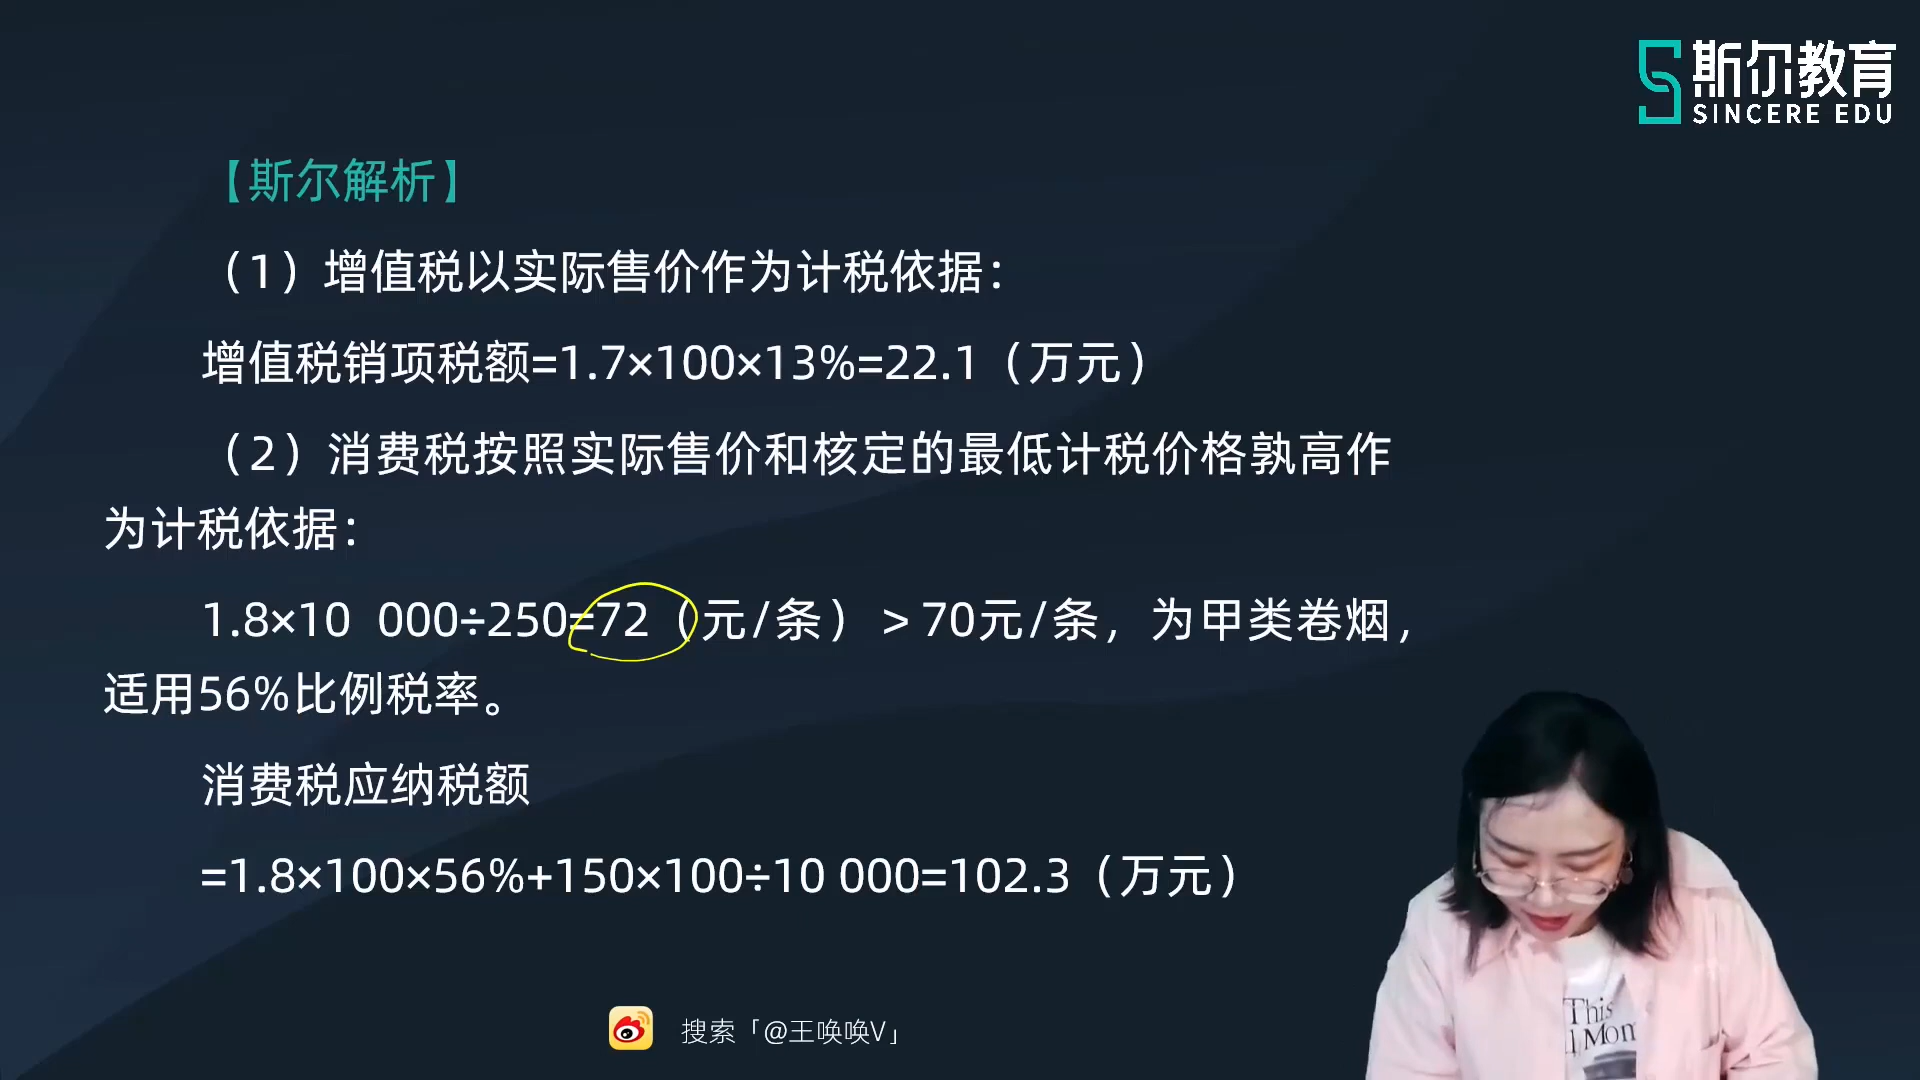 斯尔教育
SINCERE EDU
【斯尔解析】
（1）增值税以实际售价作为计税依据：
增值税销项税额=1.7×100×13%=22.1（万元）
（2）消费税按照实际售价和核定的最低计税价格孰高作
为计税依据：
1.8×10 000÷250=72（元/条）＞70元/条，为甲类卷烟，
适用56%比例税率。
消费税应纳税额
=1.8×100×56%+150×100÷10 000=102.3（万元）
This
Mom
搜索「@王唤唤V」